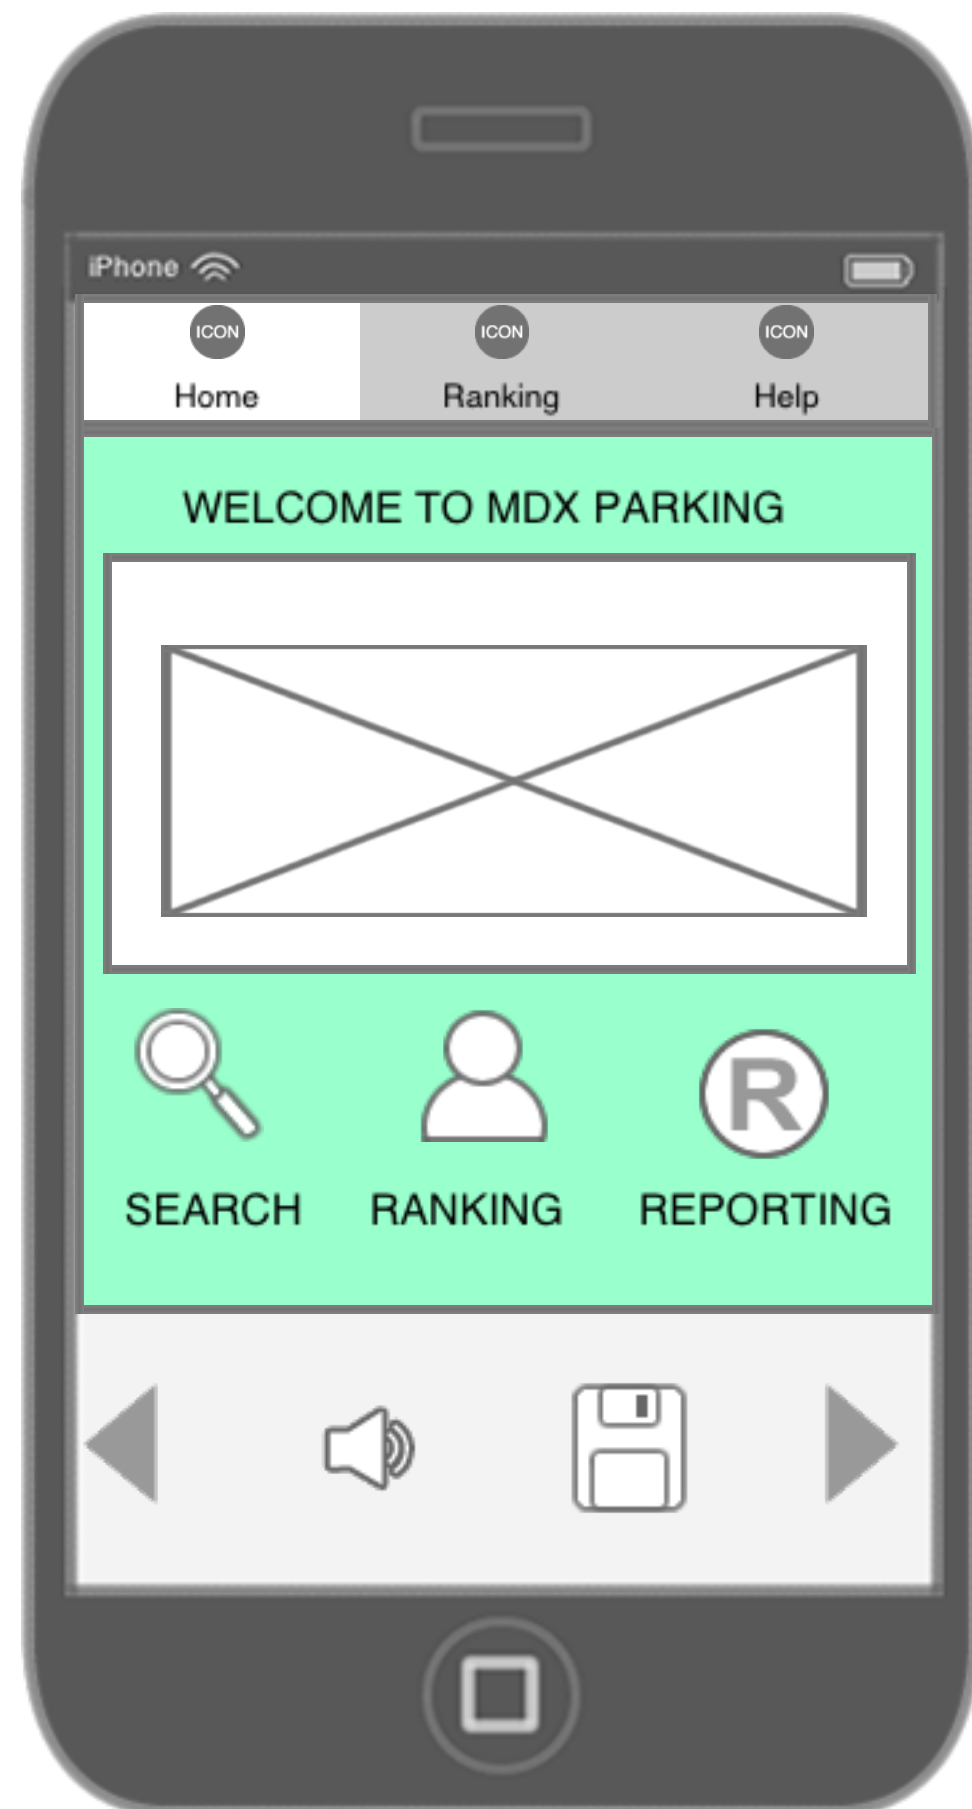 iPhone
ICON ICON ICON
Home Ranking Help
WELCOME TO MDX PARKING
R
SEARCH RANKING REPORTING